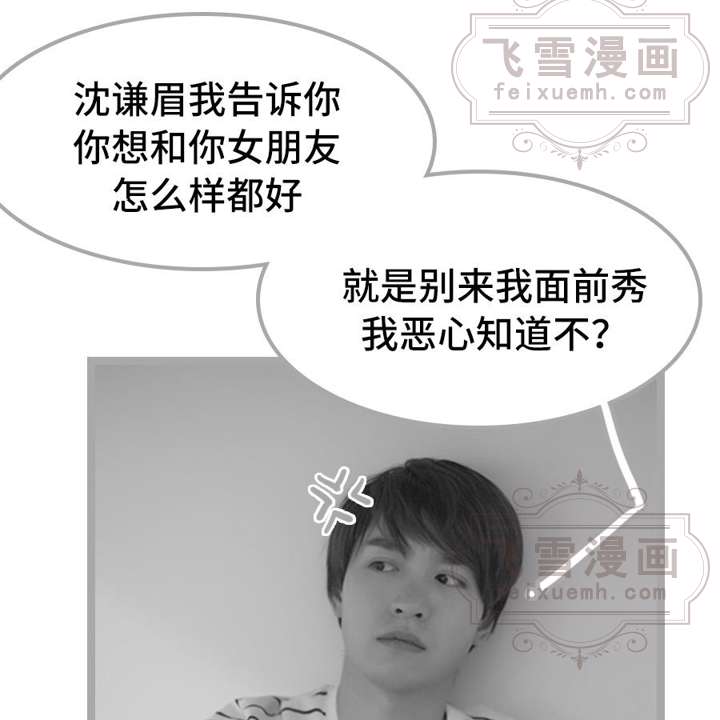 飞雪漫画
feixuemh.com
沈谦眉我告诉你
你想和你女朋友
怎么样都好
就是别来我面前秀
我恶心知道不？
飞雪漫画
feixuemh.com